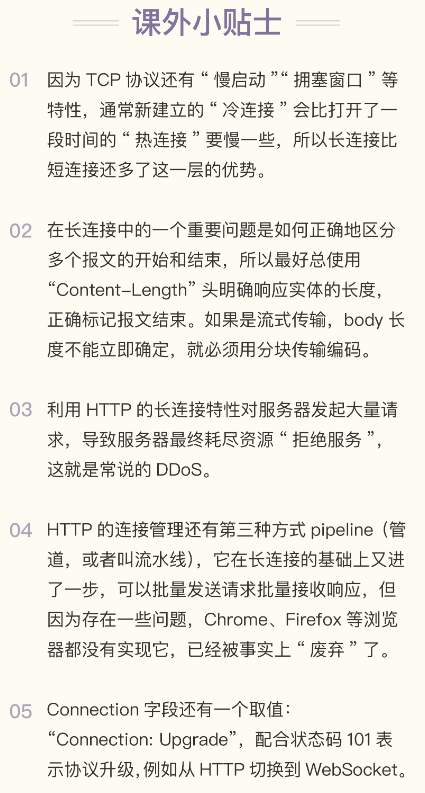 课外小贴士
01 因为 TCP 协议还有“慢启动”“拥塞窗口”等
特性，通常新建立的“冷连接”会比打开了一
段时间的“热连接”要慢一些，所以长连接比
短连接还多了这一层的优势。
02 在长连接中的一个重要问题是如何正确地区分
多个报文的开始和结束，所以最好总使用
“Content-Length”头明确响应实体的长度，
正确标记报文结束。如果是流式传输，body 长
度不能立即确定，就必须用分块传输编码。
03 利用 HTTP 的长连接特性对服务器发起大量请
求，导致服务器最终耗尽资源“拒绝服务”，
这就是常说的 DDoS。
04 HTTP 的连接管理还有第三种方式 pipeline（管
道，或者叫流水线），它在长连接的基础上又进
了一步，可以批量发送请求批量接收响应，但
因为存在一些问题，Chrome、Firefox 等浏览
器都没有实现它，已经被事实上“废弃”了。
05 Connection 字段还有一个取值：
“Connection: Upgrade”，配合状态码 101 表
示协议升级,例如从 HTTP 切换到 WebSocket。